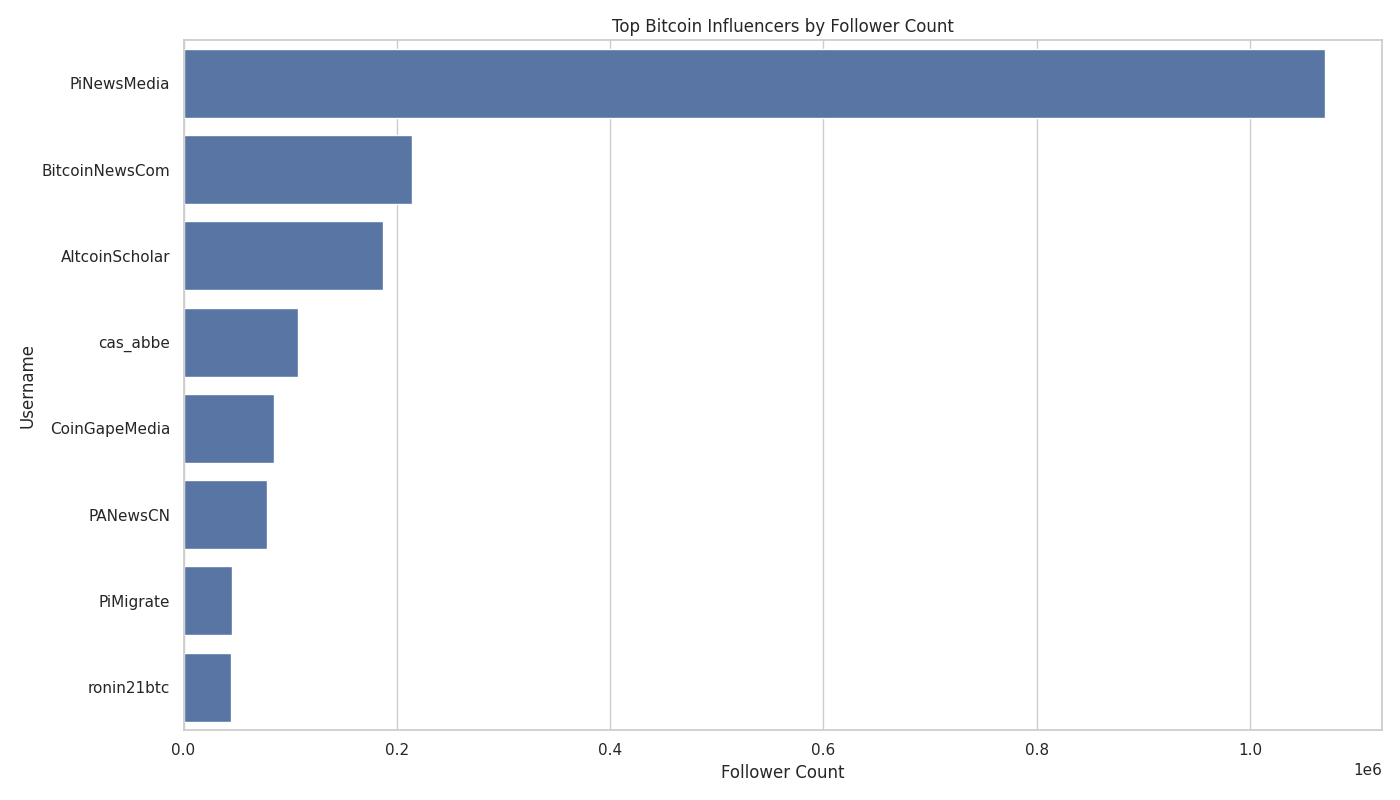 Top Bitcoin Influencers by Follower Count
PiNewsMedia
BitcoinNewsCom
AltcoinScholar
cas_abbe
CoinGapeMedia
PANewsCN
PiMigrate
ronin21btc
Username
0.0 0.2 0.4 0.6 0.8 1.0
1e6
Follower Count